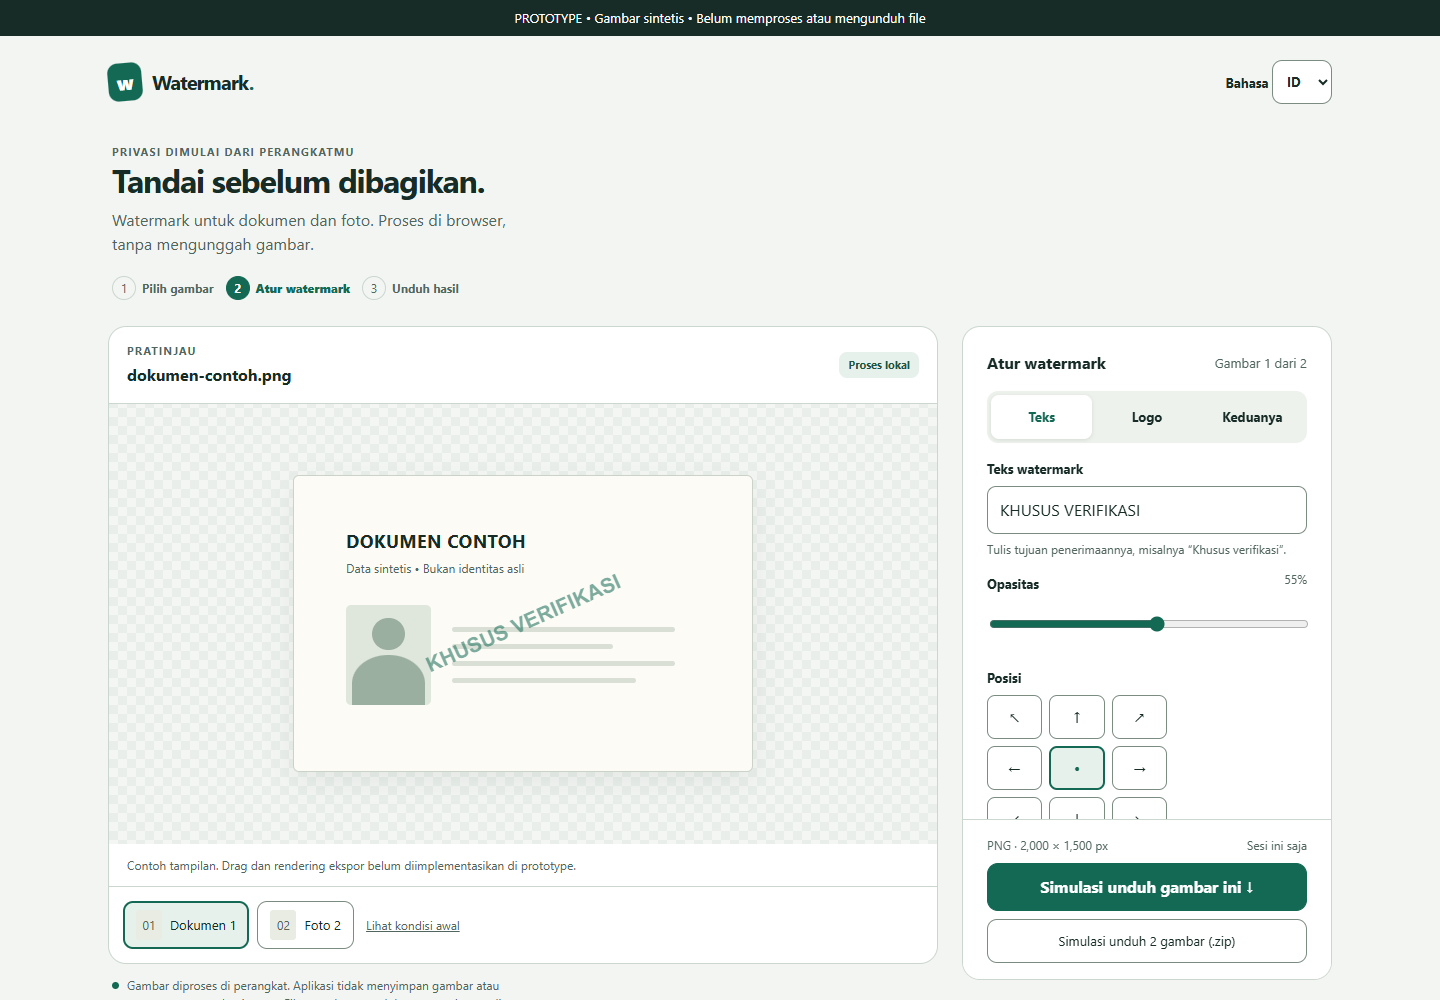 PROTOTYPE • Gambar sintetis • Belum memproses atau mengunduh file
w Watermark.
Bahasa ID
PRIVASI DIMULAI DARI PERANGKATMU
Tandai sebelum dibagikan.
Watermark untuk dokumen dan foto. Proses di browser,
tanpa mengunggah gambar.
1 Pilih gambar 2 Atur watermark 3 Unduh hasil
PRATINJAU
dokumen-contoh.png
Proses lokal
DOKUMEN CONTOH
Data sintetis • Bukan identitas asli
KHUSUS VERIFIKASI
Contoh tampilan. Drag dan rendering ekspor belum diimplementasikan di prototype.
01 Dokumen 1 02 Foto 2 Lihat kondisi awal
Gambar diproses di perangkat. Aplikasi tidak menyimpan gambar atau
Atur watermark Gambar 1 dari 2
Teks Logo Keduanya
Teks watermark
KHUSUS VERIFIKASI
Tulis tujuan penerimaannya, misalnya “Khusus verifikasi”.
Opasitas 55%
Posisi
↖ ↑ ↗
← • →
PNG · 2,000 × 1,500 px Sesi ini saja
Simulasi unduh gambar ini ↓
Simulasi unduh 2 gambar (.zip)